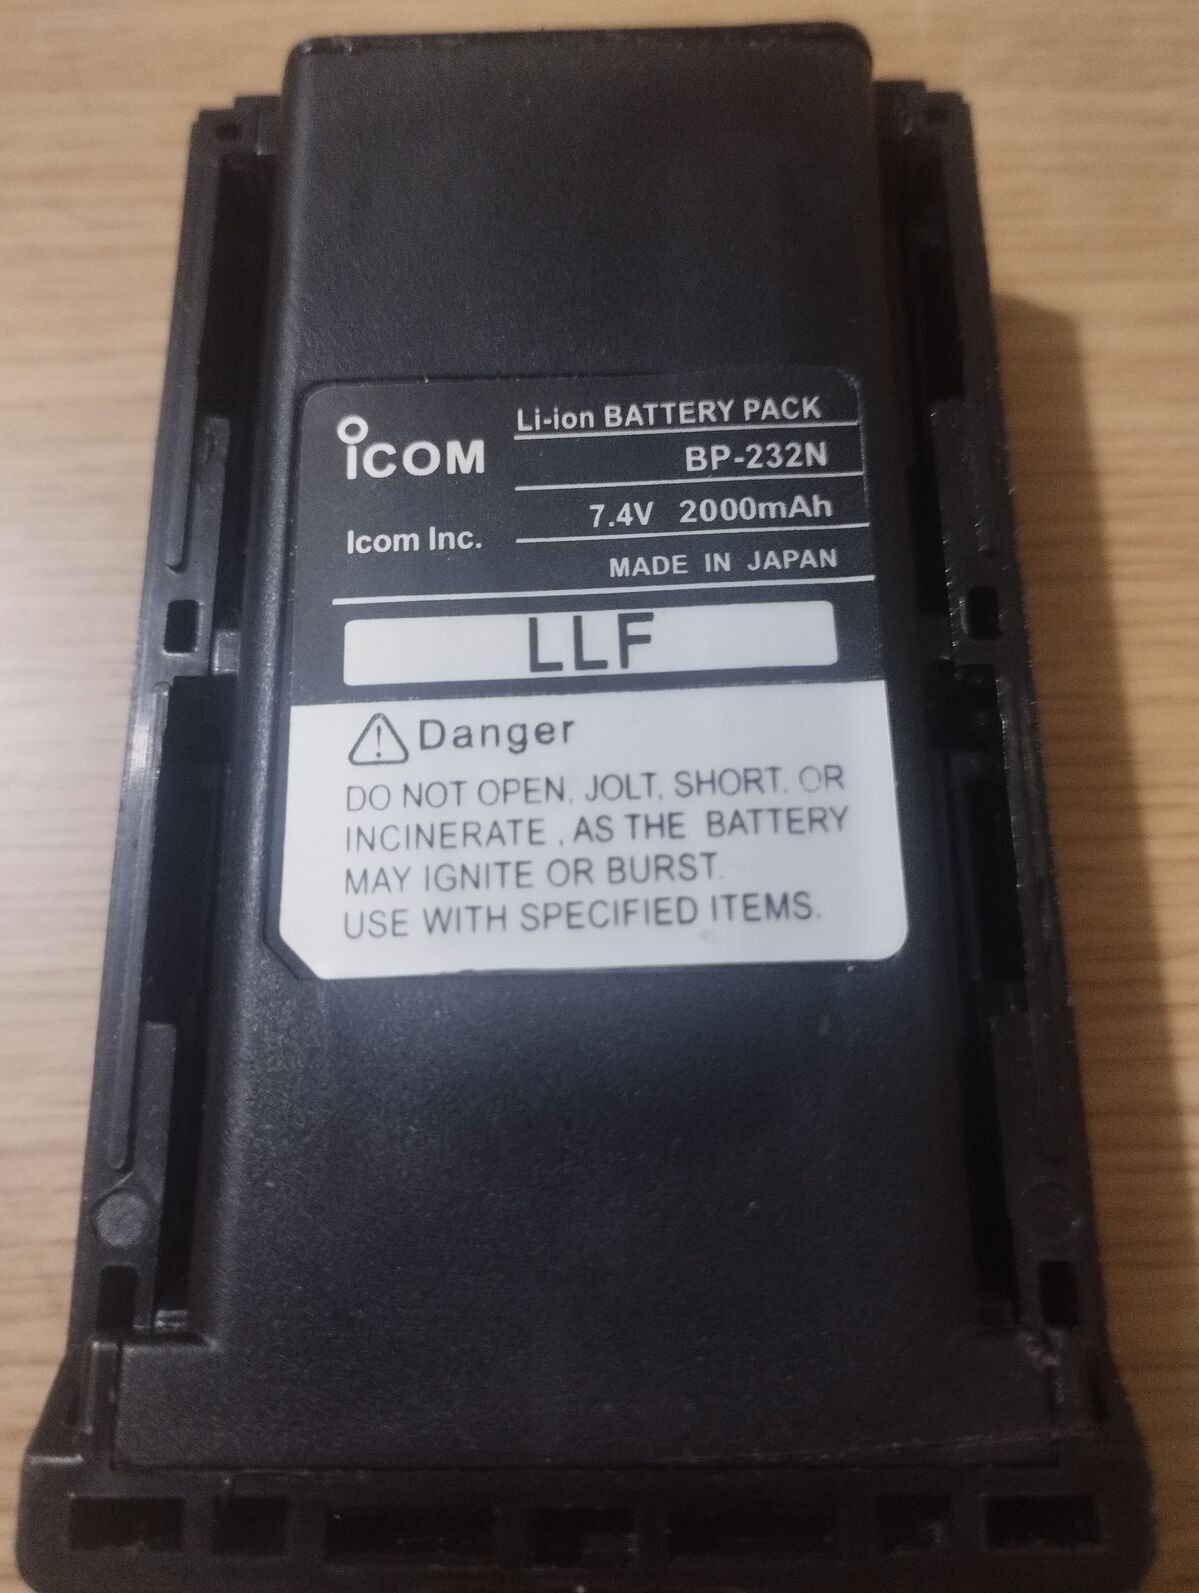 iCOM
Icom Inc.
Li-ion BATTERY PACK
BP-232N
7.4V 2000mAh
MADE IN JAPAN
LLF
Danger
DO NOT OPEN, JOLT, SHORT, OR
INCINERATE , AS THE BATTERY
MAY IGNITE OR BURST.
USE WITH SPECIFIED ITEMS.